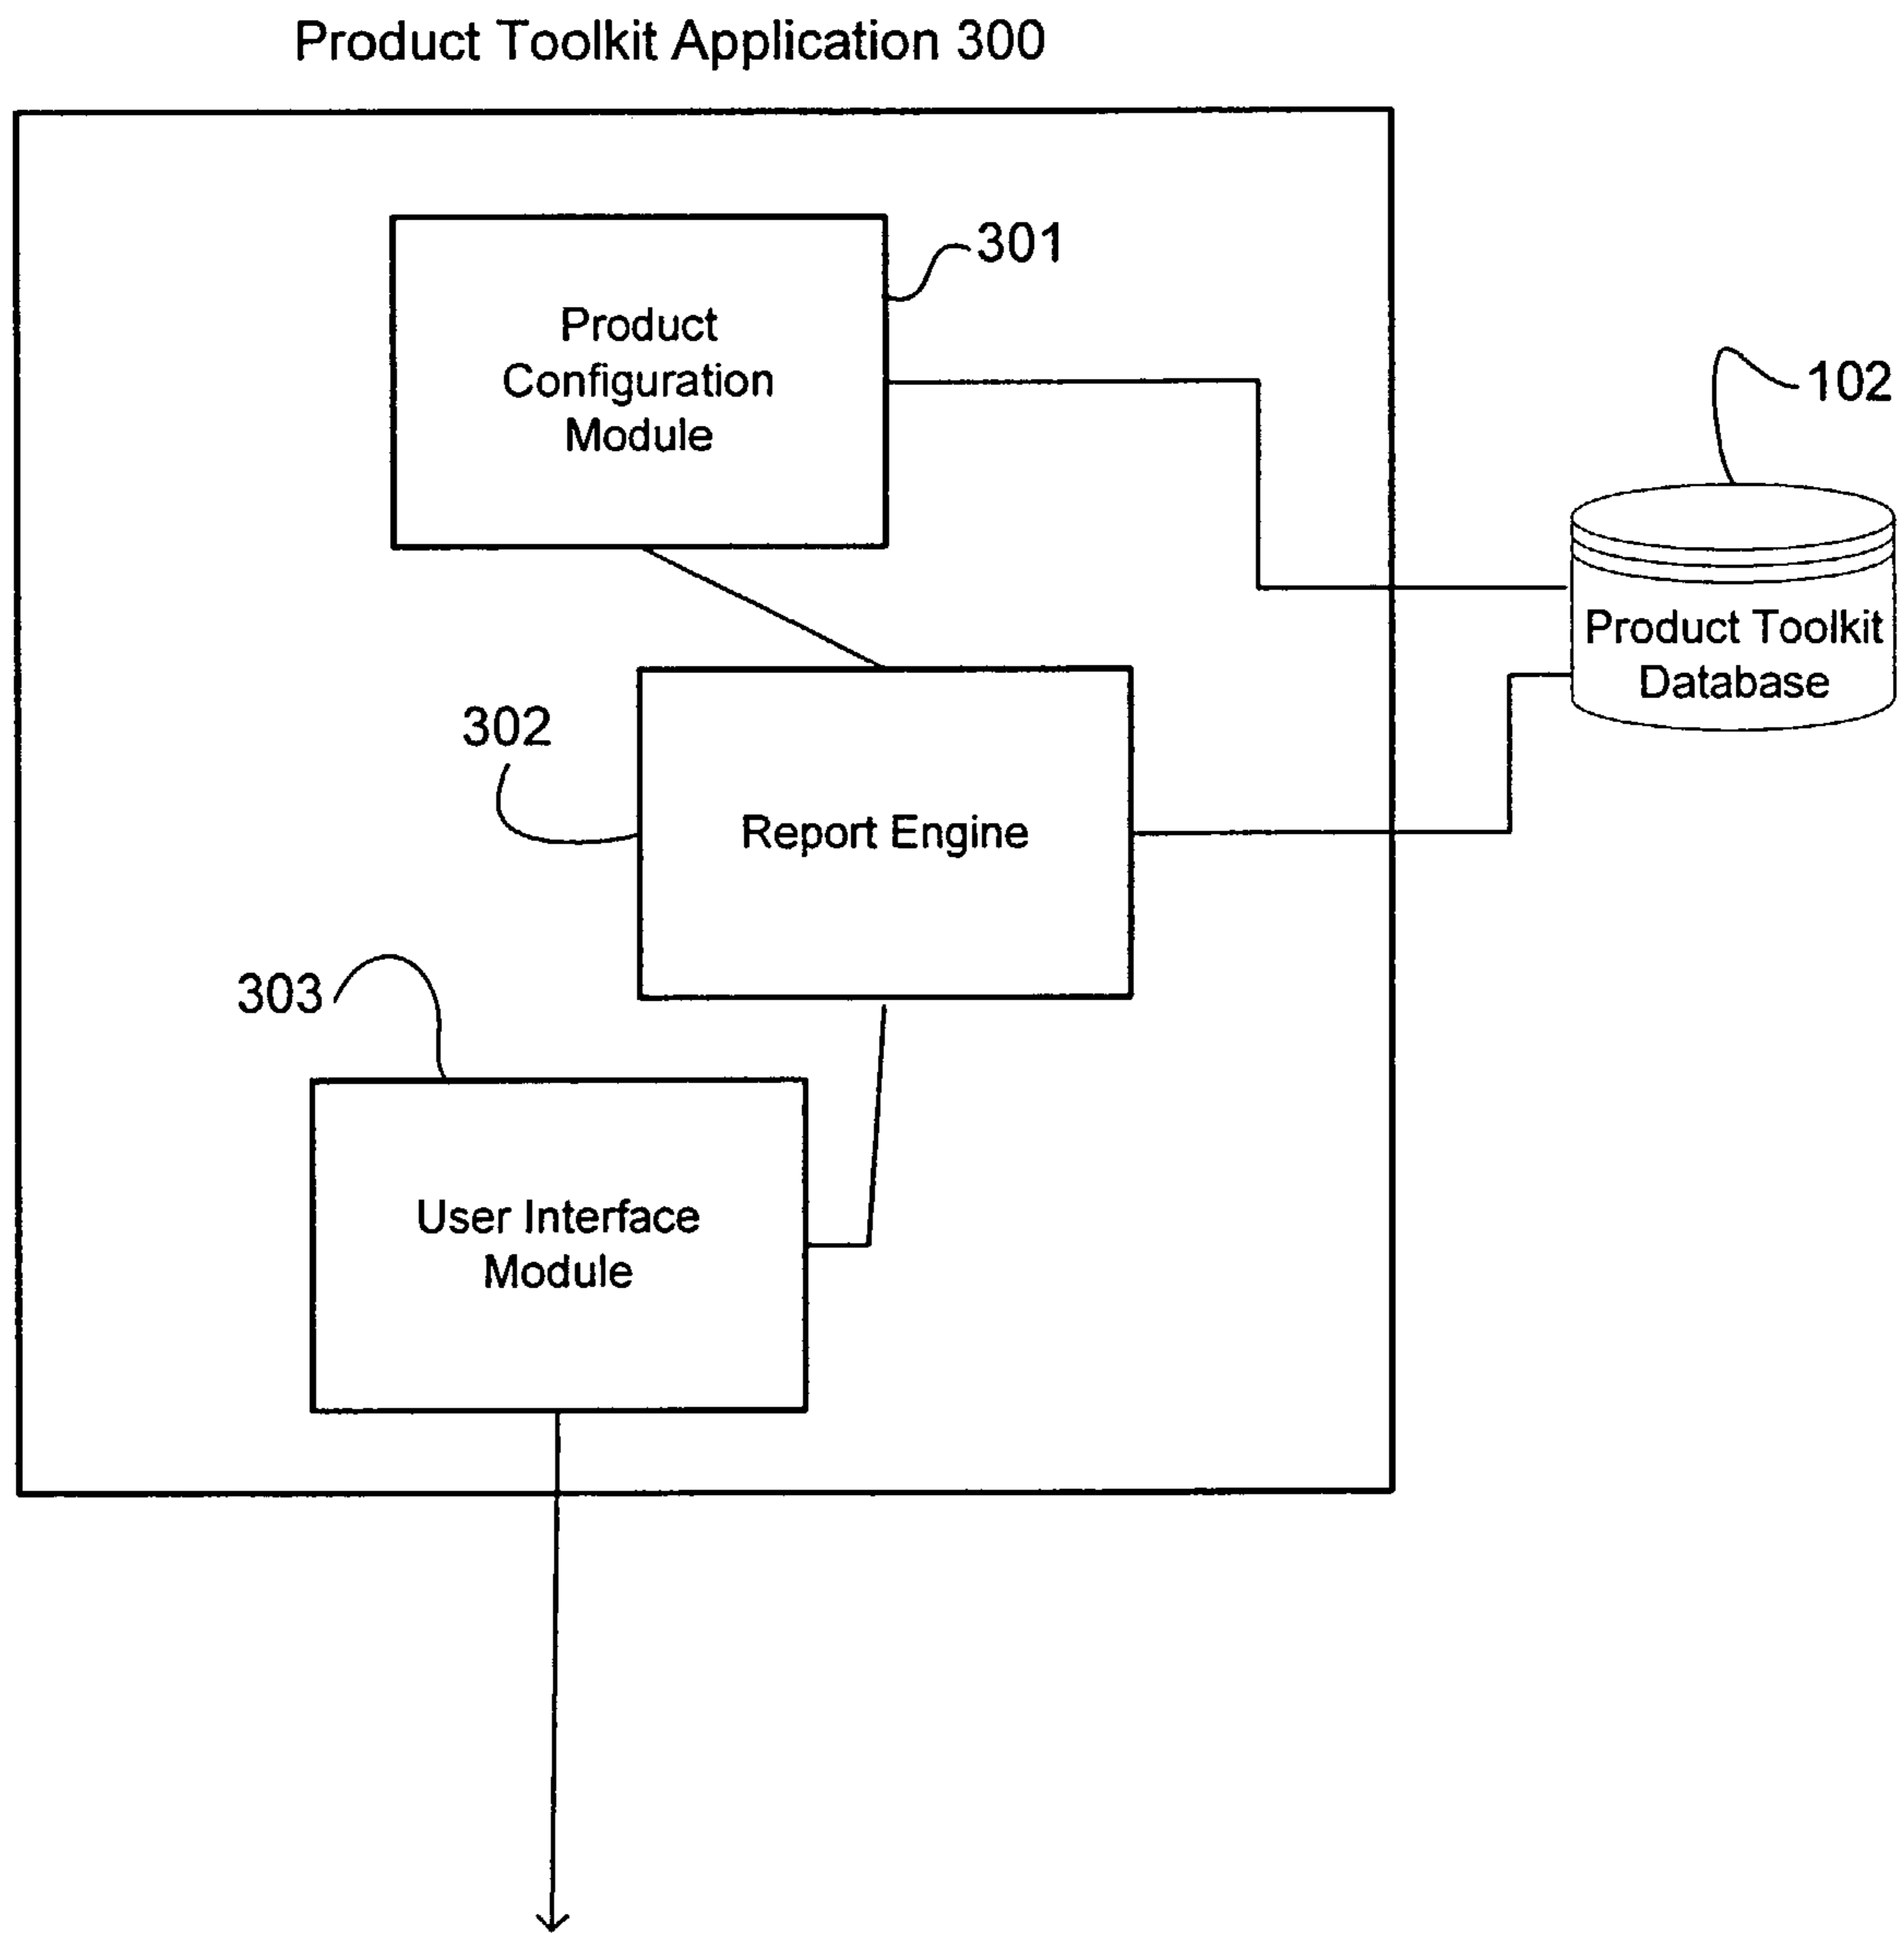 Product Toolkit Application 300
301
Product
Configuration
Module
102
Product Toolkit
Database
302
Report Engine
303
User Interface
Module